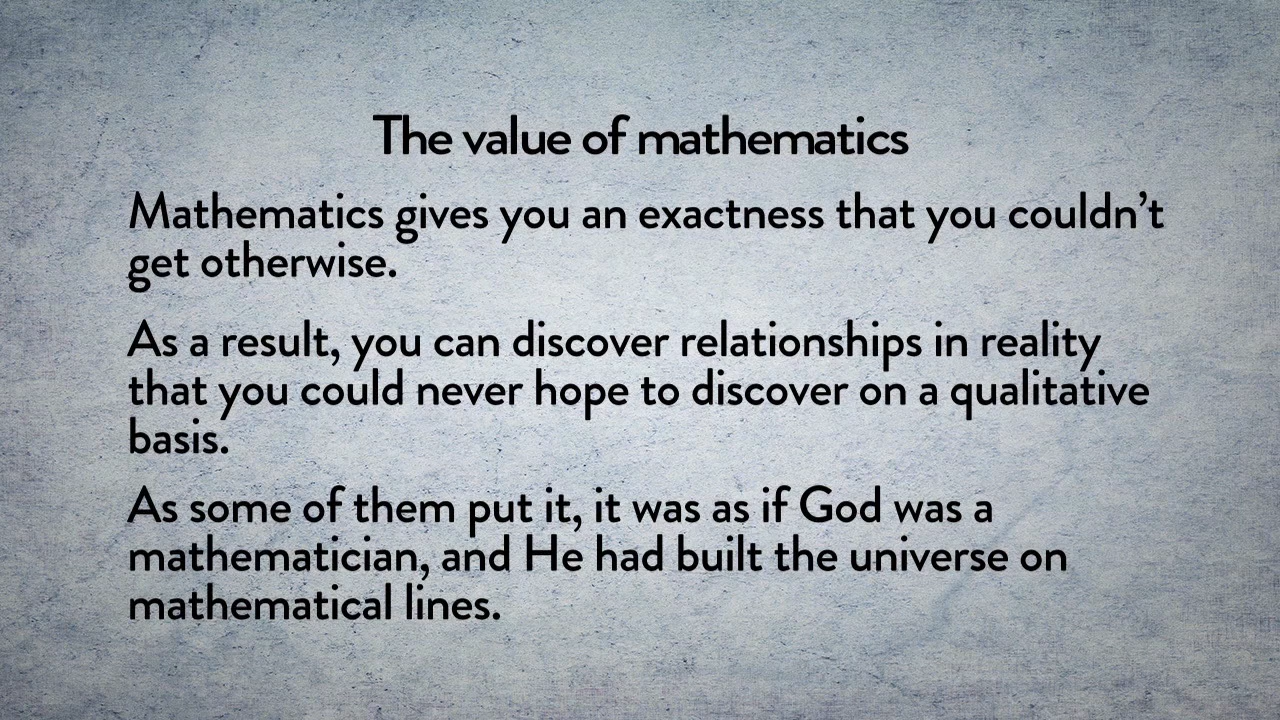 The value of mathematics
Mathematics gives you an exactness that you couldn’t
get otherwise.
As a result, you can discover relationships in reality
that you could never hope to discover on a qualitative
basis.
As some of them put it, it was as if God was a
mathematician, and He had built the universe on
mathematical lines.